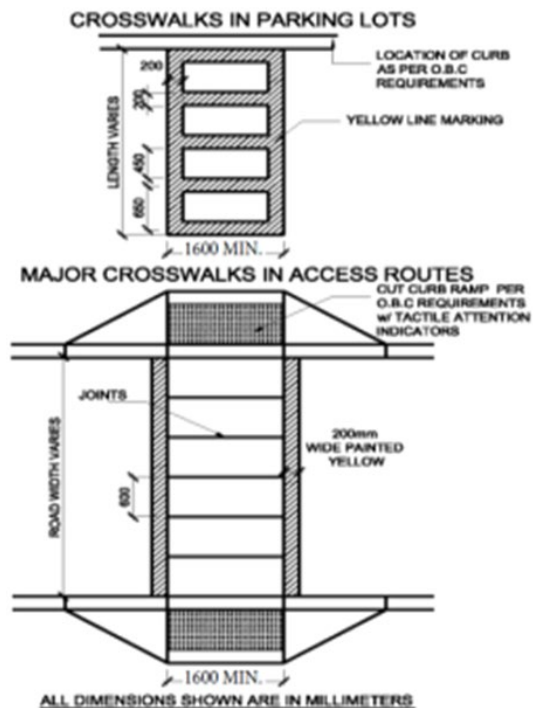 CROSSWALKS IN PARKING LOTS
200
LOCATION OF CURB
AS PER O.B.C
REQUIREMENTS
200
YELLOW LINE MARKING
LENGTH VARIES
450
650
1600 MIN.
MAJOR CROSSWALKS IN ACCESS ROUTES
CUT CURB RAMP PER
O.B.C REQUIREMENTS
w/ TACTILE ATTENTION
INDICATORS
JOINTS
200mm
WIDE PAINTED
YELLOW
ROAD WIDTH VARIES
600
1600 MIN.
ALL DIMENSIONS SHOWN ARE IN MILLIMETERS